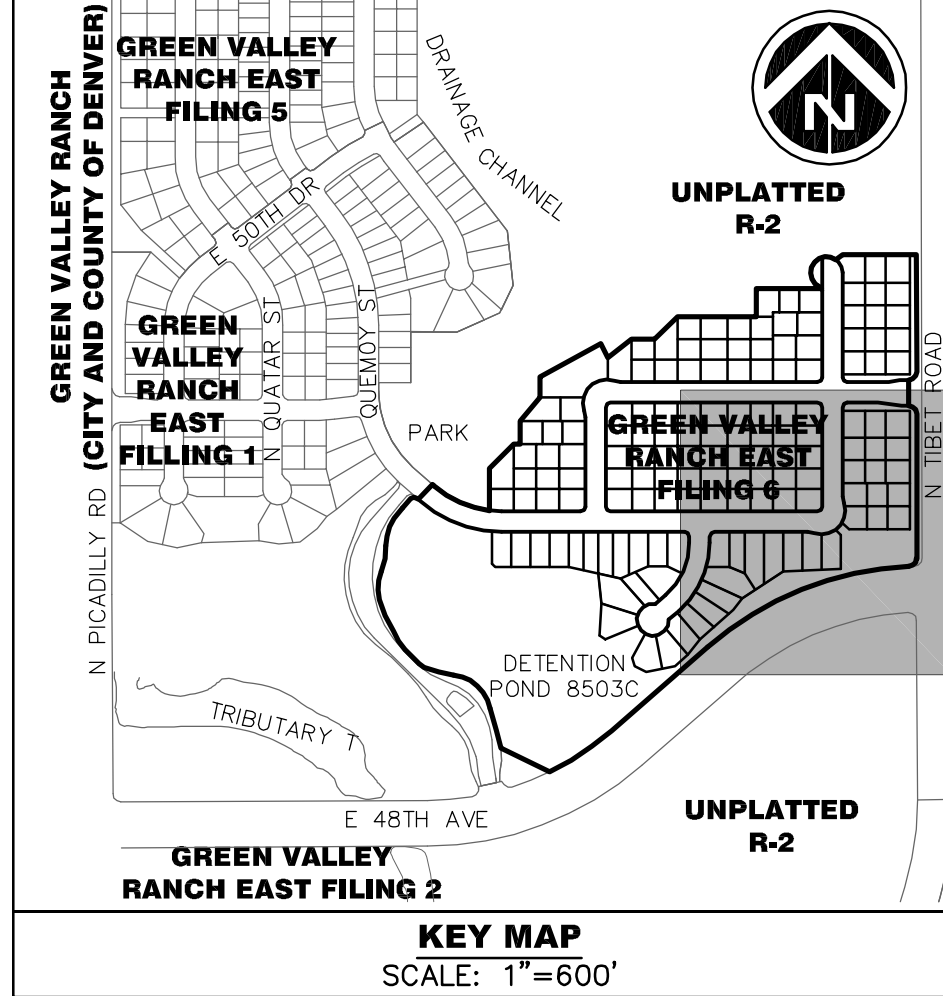 GREEN VALLEY RANCH
(CITY AND COUNTY OF DENVER)
GREEN VALLEY
RANCH EAST
FILING 5
DRAINAGE CHANNEL
N
UNPLATTED
R-2
E 50TH DR
GREEN
VALLEY
RANCH
EAST
FILLING 1
N QUATAR ST
QUEMOY ST
PARK
GREEN VALLEY
RANCH EAST
FILING 6
N TIBET ROAD
N PICADILLY RD
DETENTION
POND 8503C
TRIBUTARY T
E 48TH AVE
UNPLATTED
R-2
GREEN VALLEY
RANCH EAST FILING 2
KEY MAP
SCALE: 1"=600'